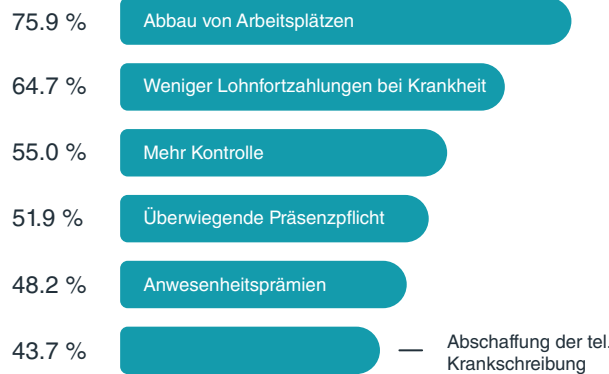 75.9 % Abbau von Arbeitsplätzen
64.7 % Weniger Lohnfortzahlungen bei Krankheit
55.0 % Mehr Kontrolle
51.9 % Überwiegende Präsenzpflicht
48.2 % Anwesenheitsprämien
43.7 % — Abschaffung der tel.
Krankschreibung